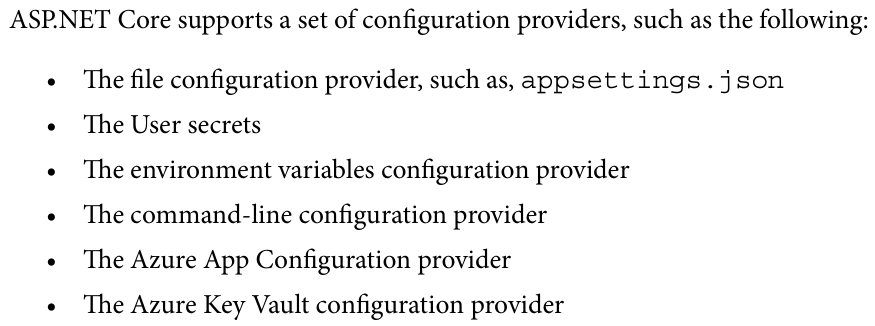 ASP.NET Core supports a set of configuration providers, such as the following:
• The file configuration provider, such as, appsettings.json
• The User secrets
• The environment variables configuration provider
• The command-line configuration provider
• The Azure App Configuration provider
• The Azure Key Vault configuration provider